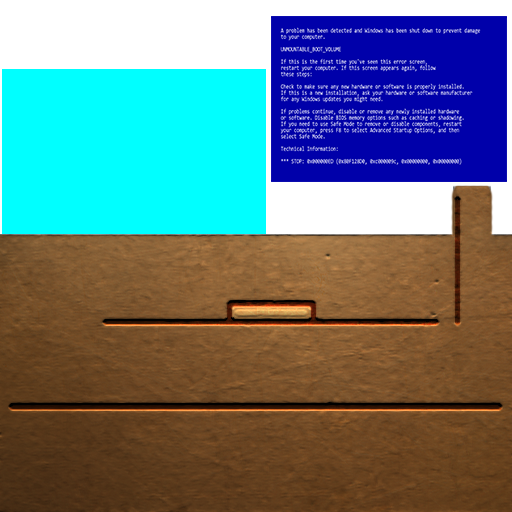 A problem has been detected and Windows has been shut down to prevent damage
to your computer.
UNMOUNTABLE_BOOT_VOLUME
If this is the first time you've seen this error screen,
restart your computer. If this screen appears again, follow
these steps:
Check to make sure any new hardware or software is properly installed.
If this is a new installation, ask your hardware or software manufacturer
for any Windows updates you might need.
If problems continue, disable or remove any newly installed hardware
or software. Disable BIOS memory options such as caching or shadowing.
If you need to use Safe Mode to remove or disable components, restart
your computer, press F8 to select Advanced Startup Options, and then
select Safe Mode.
Technical Information:
*** STOP: 0x000000ED (0x80F128D0, 0xc000009c, 0x00000000, 0x00000000)